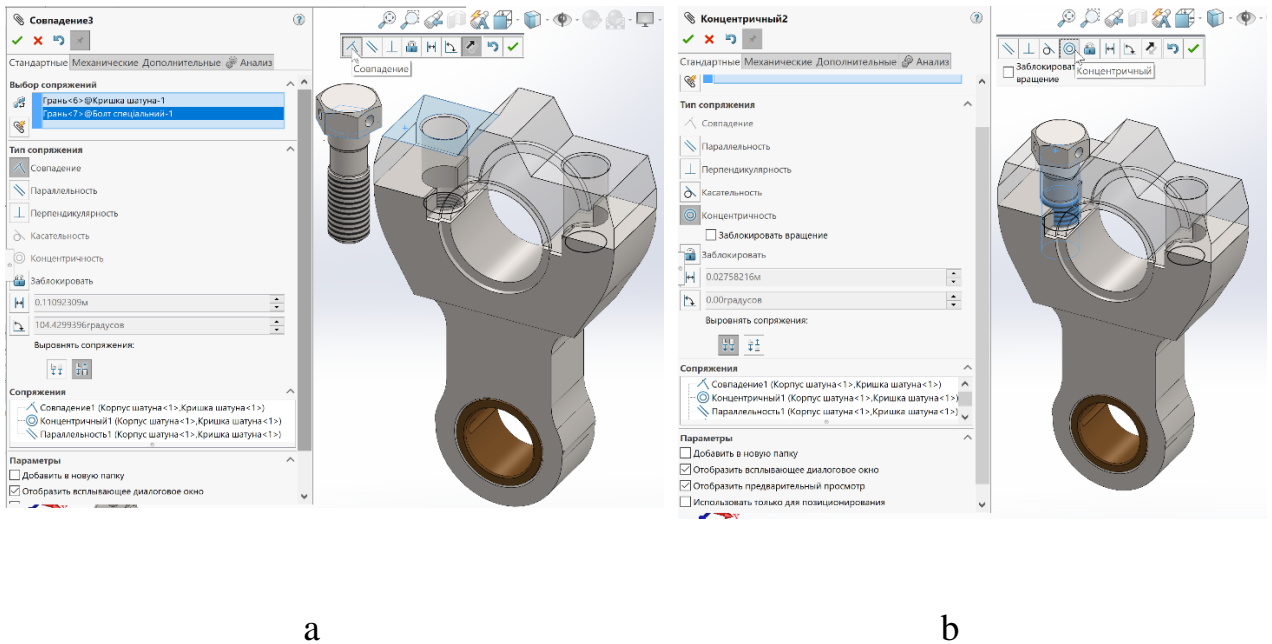 Совпадение3
Стандартные Механические Дополнительные Анализ
Совпадение
Выбор сопряжений
Грань<6>@Кришка шатуна-1
Грань<7>@Болт спеціальний-1
Тип сопряжения
Совпадение
Параллельность
Перпендикулярность
Касательность
Концентричность
Заблокировать
0.11092309м
104.4299396градусов
Выровнять сопряжения:
Сопряжения
Совпадение1 (Корпус шатуна<1>,Кришка шатуна<1>)
Концентричный1 (Корпус шатуна<1>,Кришка шатуна<1>)
Параллельность1 (Корпус шатуна<1>,Кришка шатуна<1>)
Параметры
Добавить в новую папку
Отобразить всплывающее диалоговое окно
a
Концентричный2
Стандартные Механические Дополнительные Анализ
Заблокироват
вращение
Концентричный
Тип сопряжения
Совпадение
Параллельность
Перпендикулярность
Касательность
Концентричность
Заблокировать вращение
Заблокировать
0.02758216м
0.00градусов
Выровнять сопряжения:
Сопряжения
Совпадение1 (Корпус шатуна<1>,Кришка шатуна<1>)
Концентричный1 (Корпус шатуна<1>,Кришка шатуна<1>)
Параллельность1 (Корпус шатуна<1>,Кришка шатуна<1>)
Параметры
Добавить в новую папку
Отобразить всплывающее диалоговое окно
Отобразить предварительный просмотр
Использовать только для позиционирования
b